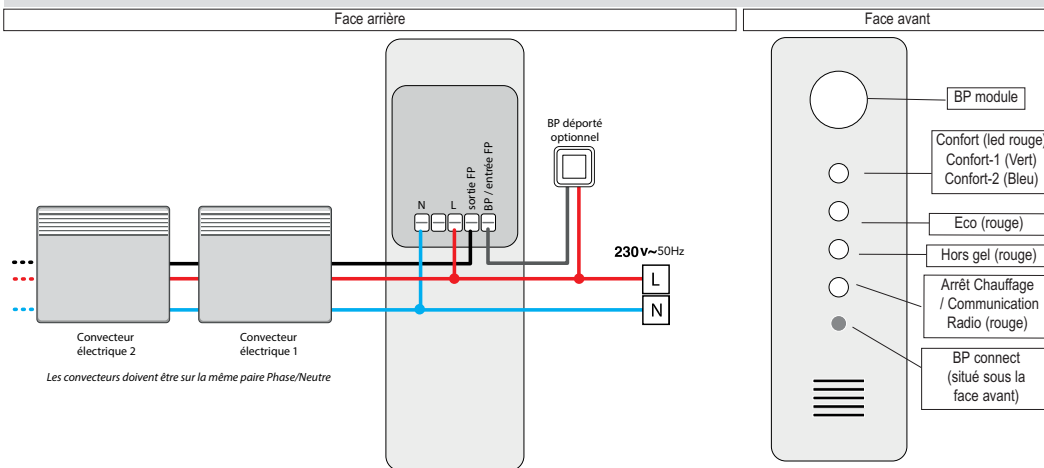 Face arrière
Face avant
BP déporté
optionnel
N
L
sortie FP
BP / entrée FP
230 v~50Hz
L
N
Convecteur
électrique 2
Convecteur
électrique 1
Les convecteurs doivent être sur la même paire Phase/Neutre
BP module
Confort (led rouge)
Confort-1 (Vert)
Confort-2 (Bleu)
Eco (rouge)
Hors gel (rouge)
Arrêt Chauffage
/ Communication
Radio (rouge)
BP connect
(situé sous la
face avant)